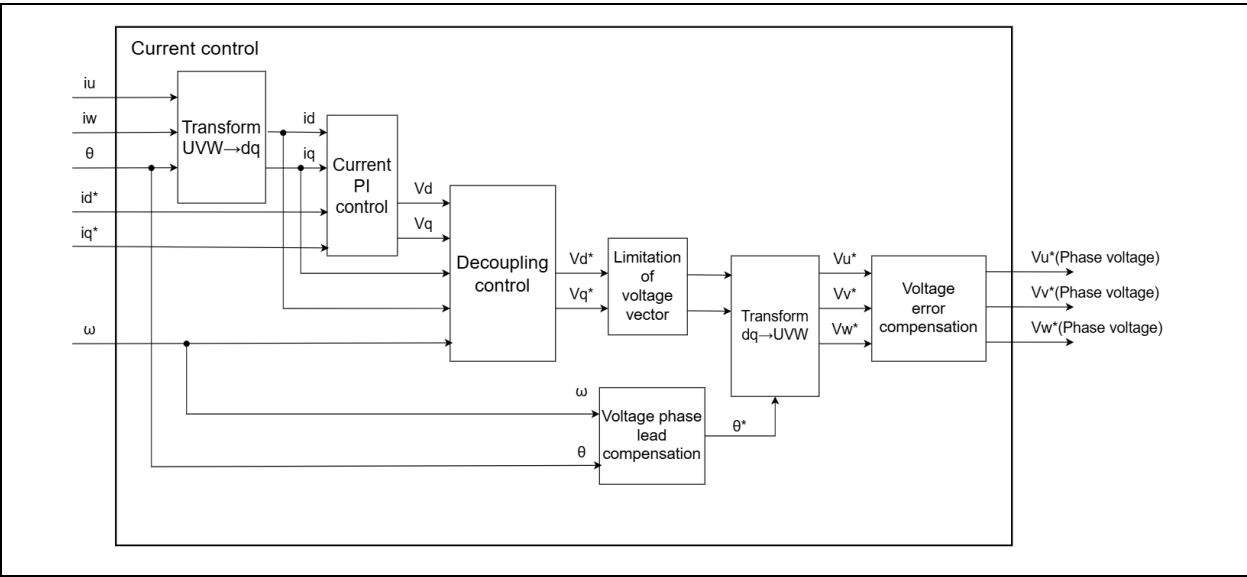 Current control
iu
iw
θ
id*
iq*
ω
Transform
UVW→dq
id
iq
Current
PI
control
Vd
Vq
Decoupling
control
Vd*
Vq*
Limitation
of
voltage
vector
ω
θ
Voltage phase
lead
compensation
θ*
Transform
dq→UVW
Vu*
Vv*
Vw*
Voltage
error
compensation
Vu*(Phase voltage)
Vv*(Phase voltage)
Vw*(Phase voltage)